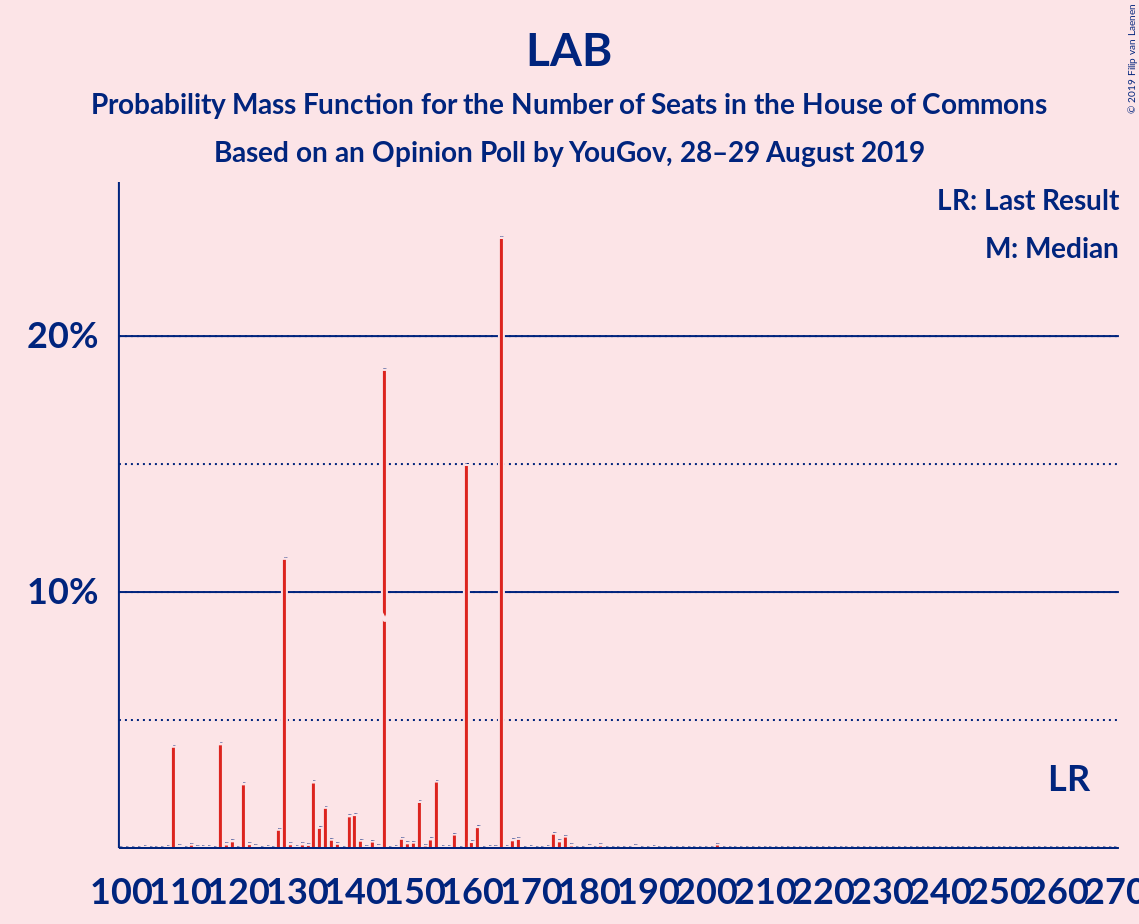 LAB
Probability Mass Function for the Number of Seats in the House of Commons
Based on an Opinion Poll by YouGov, 28–29 August 2019
© 2019 Filip van Laenen
LR: Last Result
M: Median
20%
10%
LR
100 110 120 130 140 150 160 170 180 190 200 210 220 230 240 250 260 270